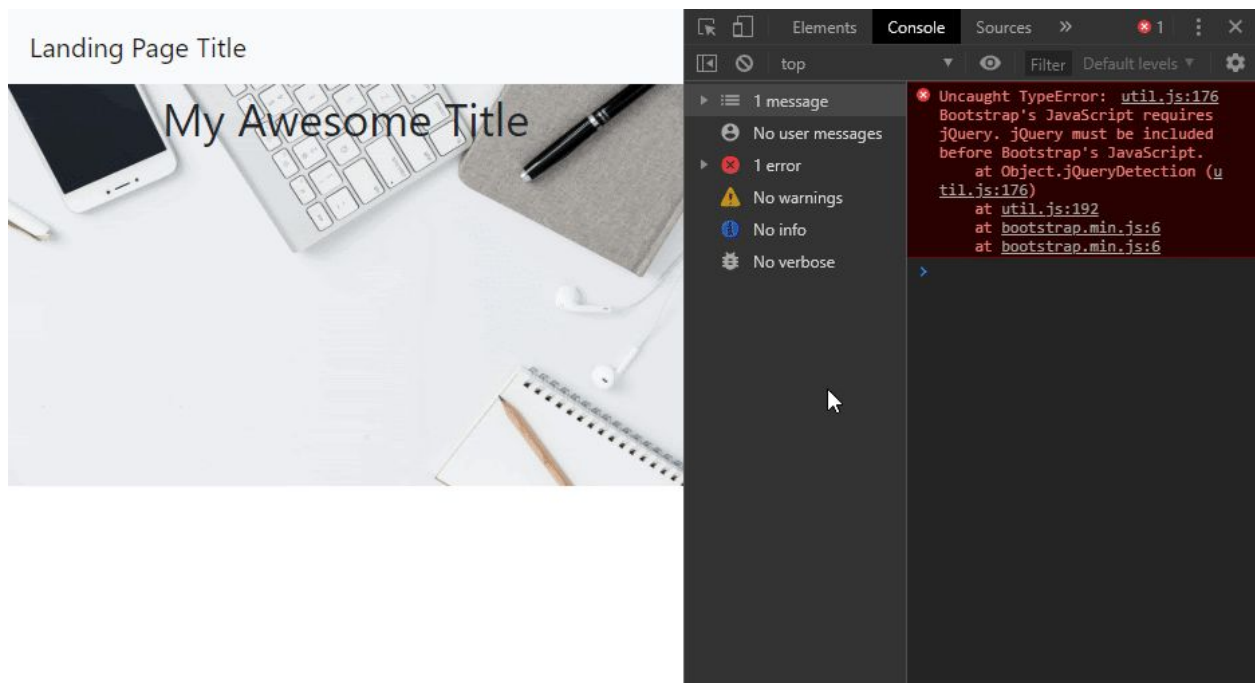 Landing Page Title
My Awesome Title
Elements Console Sources » 1
top Filter Default levels
1 message
No user messages
1 error
No warnings
No info
No verbose
Uncaught TypeError: util.js:176
Bootstrap's JavaScript requires
jQuery. jQuery must be included
before Bootstrap's JavaScript.
at Object.jQueryDetection (u
til.js:176)
at util.js:192
at bootstrap.min.js:6
at bootstrap.min.js:6